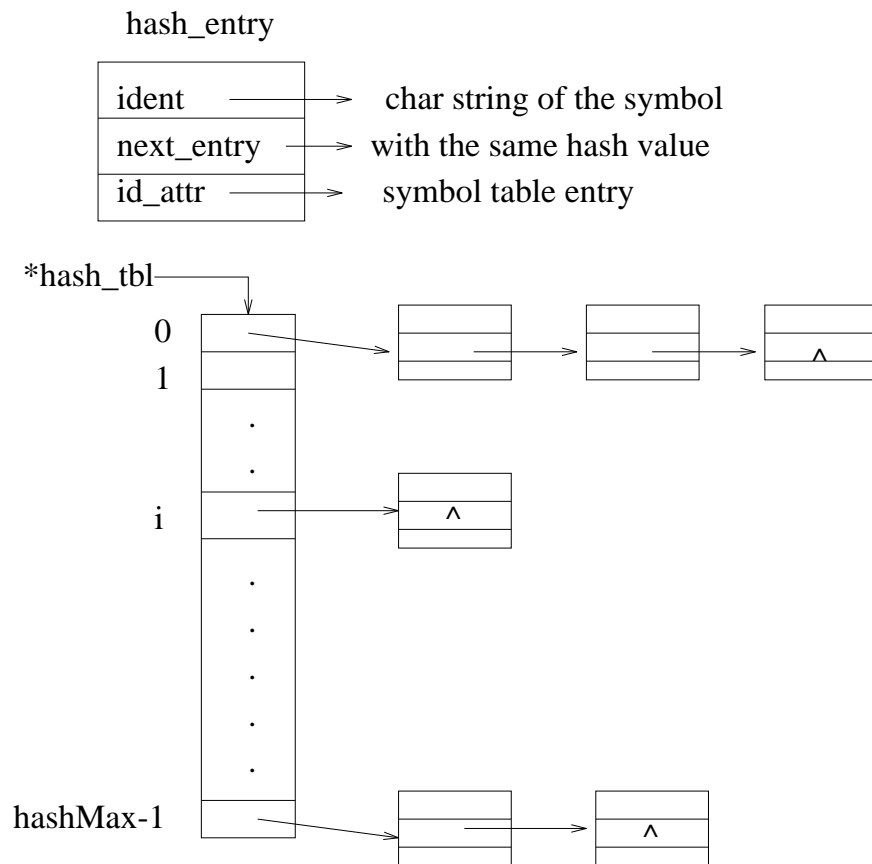 hash_entry
ident char string of the symbol
next_entry with the same hash value
id_attr symbol table entry
*hash_tbl
0
^
1
.
.
i
^
.
.
.
.
.
hashMax-1
^